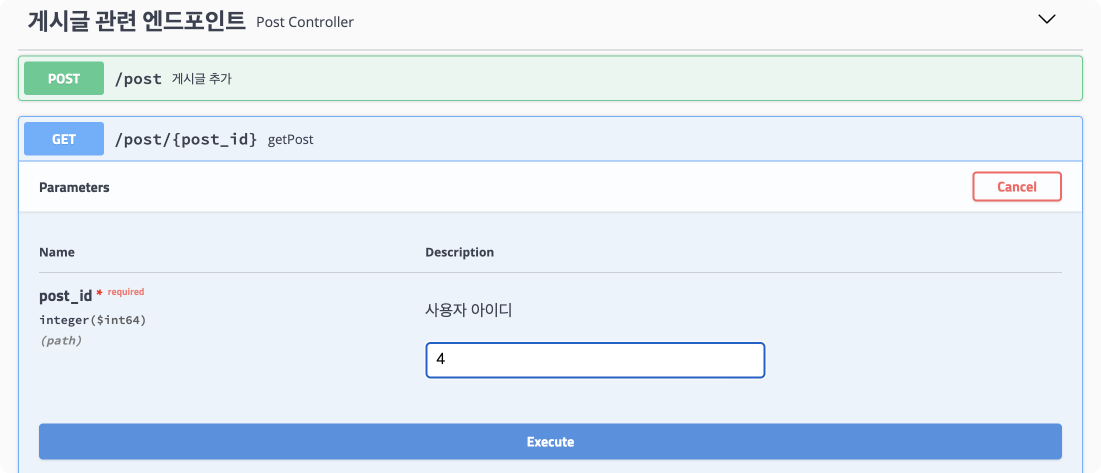 게시글 관련 엔드포인트 Post Controller
POST /post 게시글 추가
GET /post/{post_id} getPost
Parameters Cancel
Name Description
post_id * required
integer($int64)
(path)
사용자 아이디
4
Execute